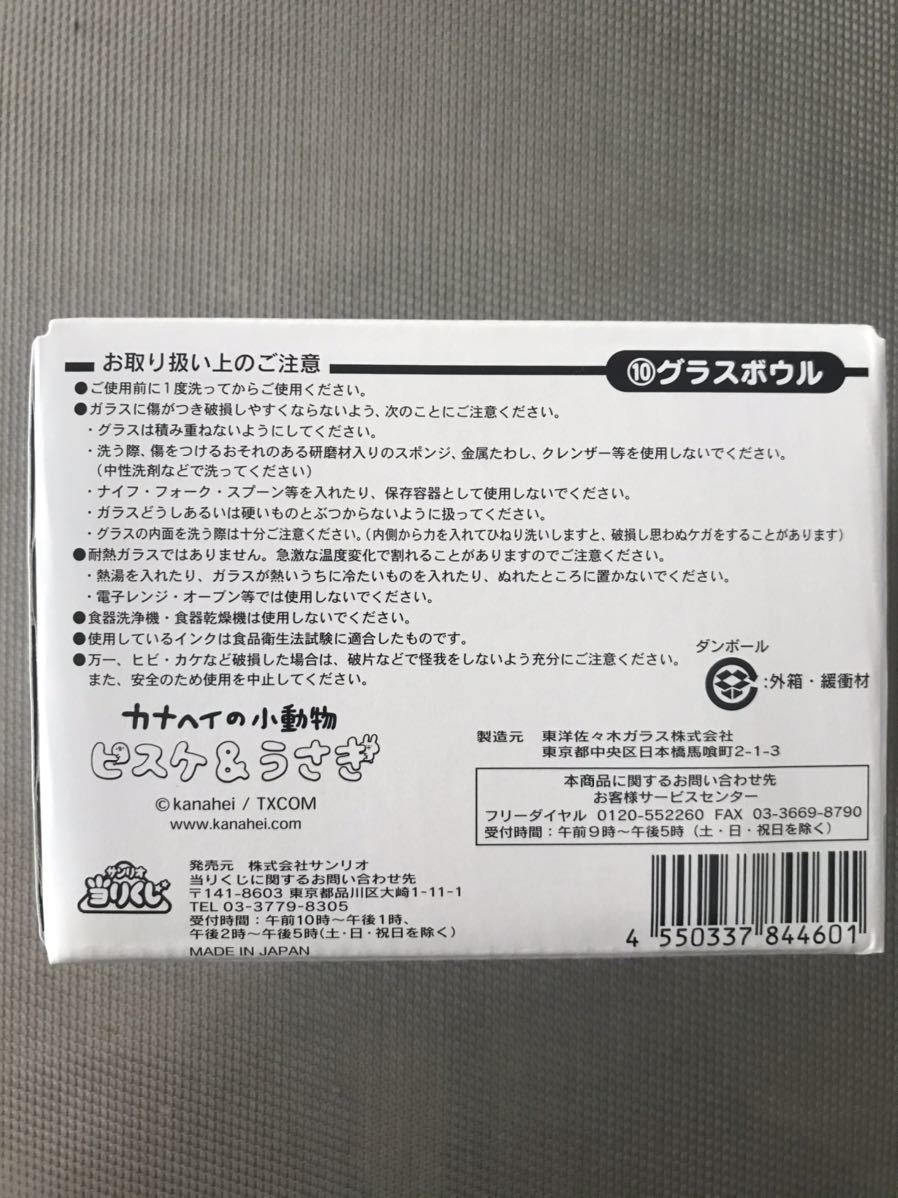 お取り扱い上のご注意
⑩グラスボウル
●ご使用前に1度洗ってからご使用ください。
●ガラスに傷がつき破損しやすくならないよう、次のことにご注意ください。
・グラスは積み重ねないようにしてください。
・洗う際、傷をつけるおそれのある研磨材入りのスポンジ、金属たわし、クレンザー等を使用しないでください。
（中性洗剤などで洗ってください）
・ナイフ・フォーク・スプーン等を入れたり、保存容器として使用しないでください。
・ガラスどうしあるいは硬いものとぶつからないように扱ってください。
・グラスの内面を洗う際は十分ご注意ください。（内側から力を入れてひねり洗いしますと、破損し思わぬケガをすることがあります）
●耐熱ガラスではありません。急激な温度変化で割れることがありますのでご注意ください。
・熱湯を入れたり、ガラスが熱いうちに冷たいものを入れたり、ぬれたところに置かないでください。
・電子レンジ・オーブン等では使用しないでください。
●食器洗浄機・食器乾燥機は使用しないでください。
●使用しているインクは食品衛生法試験に適合したものです。
●万一、ヒビ・カケなど破損した場合は、破片などで怪我をしないよう充分にご注意ください。
また、安全のため使用を中止してください。
ダンボール
:外箱・緩衝材
カナヘイの小動物
ピスケ&うさぎ
©kanahei / TXCOM
www.kanahei.com
製造元 東洋佐々木ガラス株式会社
東京都中央区日本橋馬喰町2-1-3
本商品に関するお問い合わせ先
お客様サービスセンター
フリーダイヤル 0120-552260 FAX 03-3669-8790
受付時間：午前9時～午後5時（土・日・祝日を除く）
サンリオ
当りくじ
発売元 株式会社サンリオ
当りくじに関するお問い合わせ先
〒141-8603 東京都品川区大崎1-11-1
TEL 03-3779-8305
受付時間：午前10時～午後1時、
午後2時～午後5時(土・日・祝日を除く)
MADE IN JAPAN
4 550337 844601